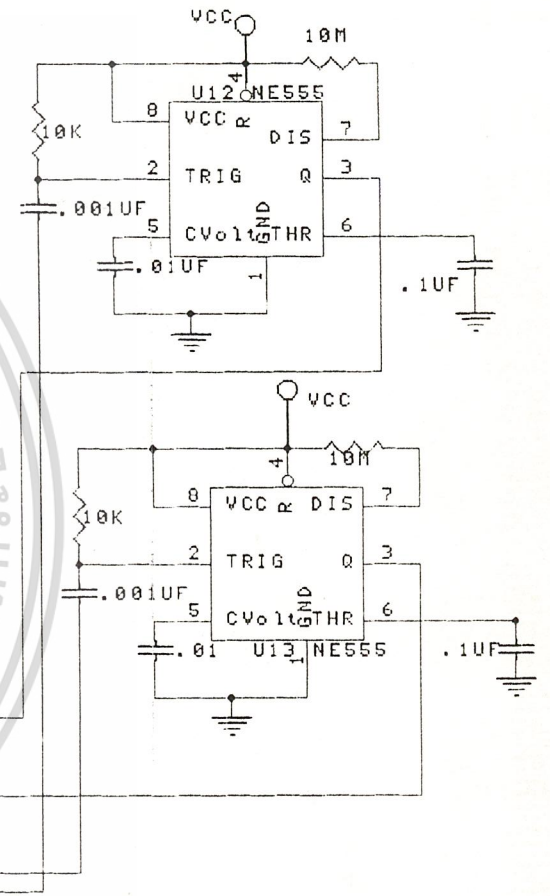 VCC
10M
4
U12 NE555
8 VCC R
DIS 7
10K
2 TRIG Q 3
.001UF
5 CVolt GND THR 6
.01UF
1
.1UF
VCC
4
10M
8 VCC R DIS 7
10K
2 TRIG Q 3
.001UF
5 CVolt GND THR 6
.01 U13 1 NE555 .1UF